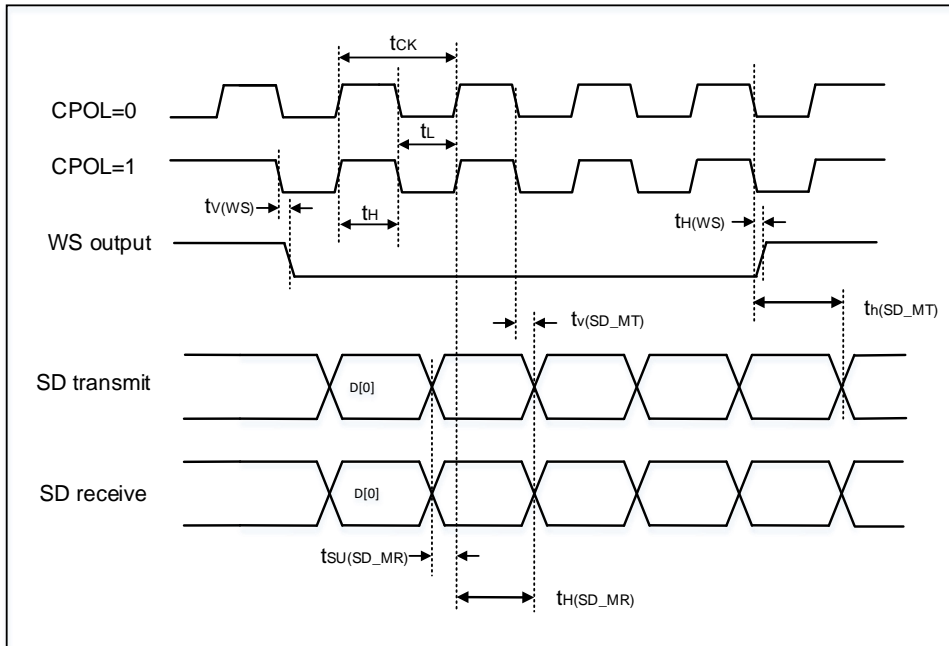 tCK
CPOL=0
tL
CPOL=1
tV(WS)
tH
tH(WS)
WS output
th(SD_MT)
tv(SD_MT)
SD transmit
D[0]
SD receive
D[0]
tSU(SD_MR)
tH(SD_MR)